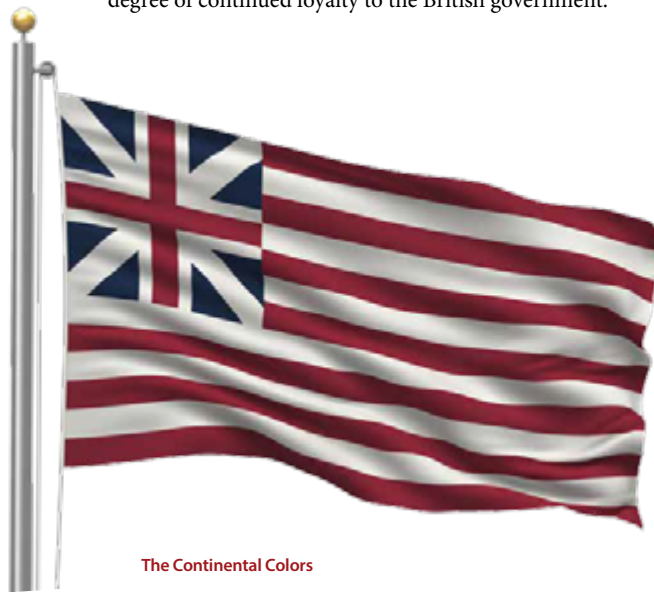 degree of continued loyalty to the British government.
The Continental Colors